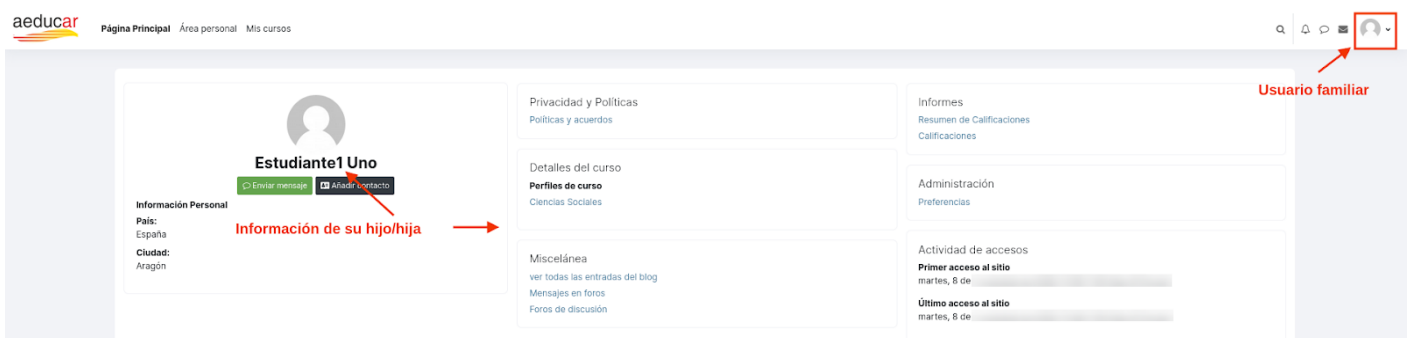 aeducar
Página Principal Área personal Mis cursos
Usuario familiar
Estudiante1 Uno
Enviar mensaje Añadir contacto
Información Personal
País:
España
Ciudad:
Aragón
Información de su hijo/hija
Privacidad y Políticas
Políticas y acuerdos
Detalles del curso
Perfiles de curso
Ciencias Sociales
Miscelánea
ver todas las entradas del blog
Mensajes en foros
Foros de discusión
Informes
Resumen de Calificaciones
Calificaciones
Administración
Preferencias
Actividad de accesos
Primer acceso al sitio
martes, 8 de
Último acceso al sitio
martes, 8 de